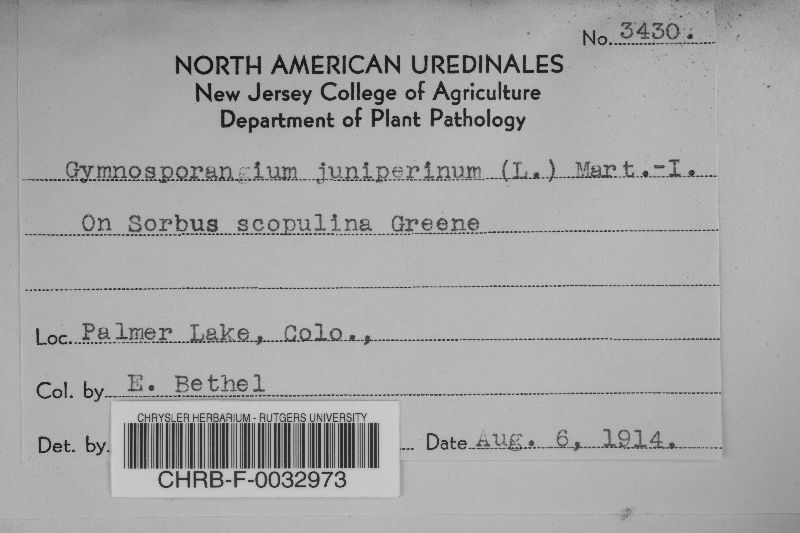 No. 3430.
NORTH AMERICAN UREDINALES
New Jersey College of Agriculture
Department of Plant Pathology
Gymnosporangium juniperinum (L.) Mart.-I.
On Sorbus scopulina Greene
Loc. Palmer Lake, Colo.,
Col. by E. Bethel
CHRYSLER HERBARIUM - RUTGERS UNIVERSITY
Det. by. Date Aug. 6, 1914.
CHRB-F-0032973